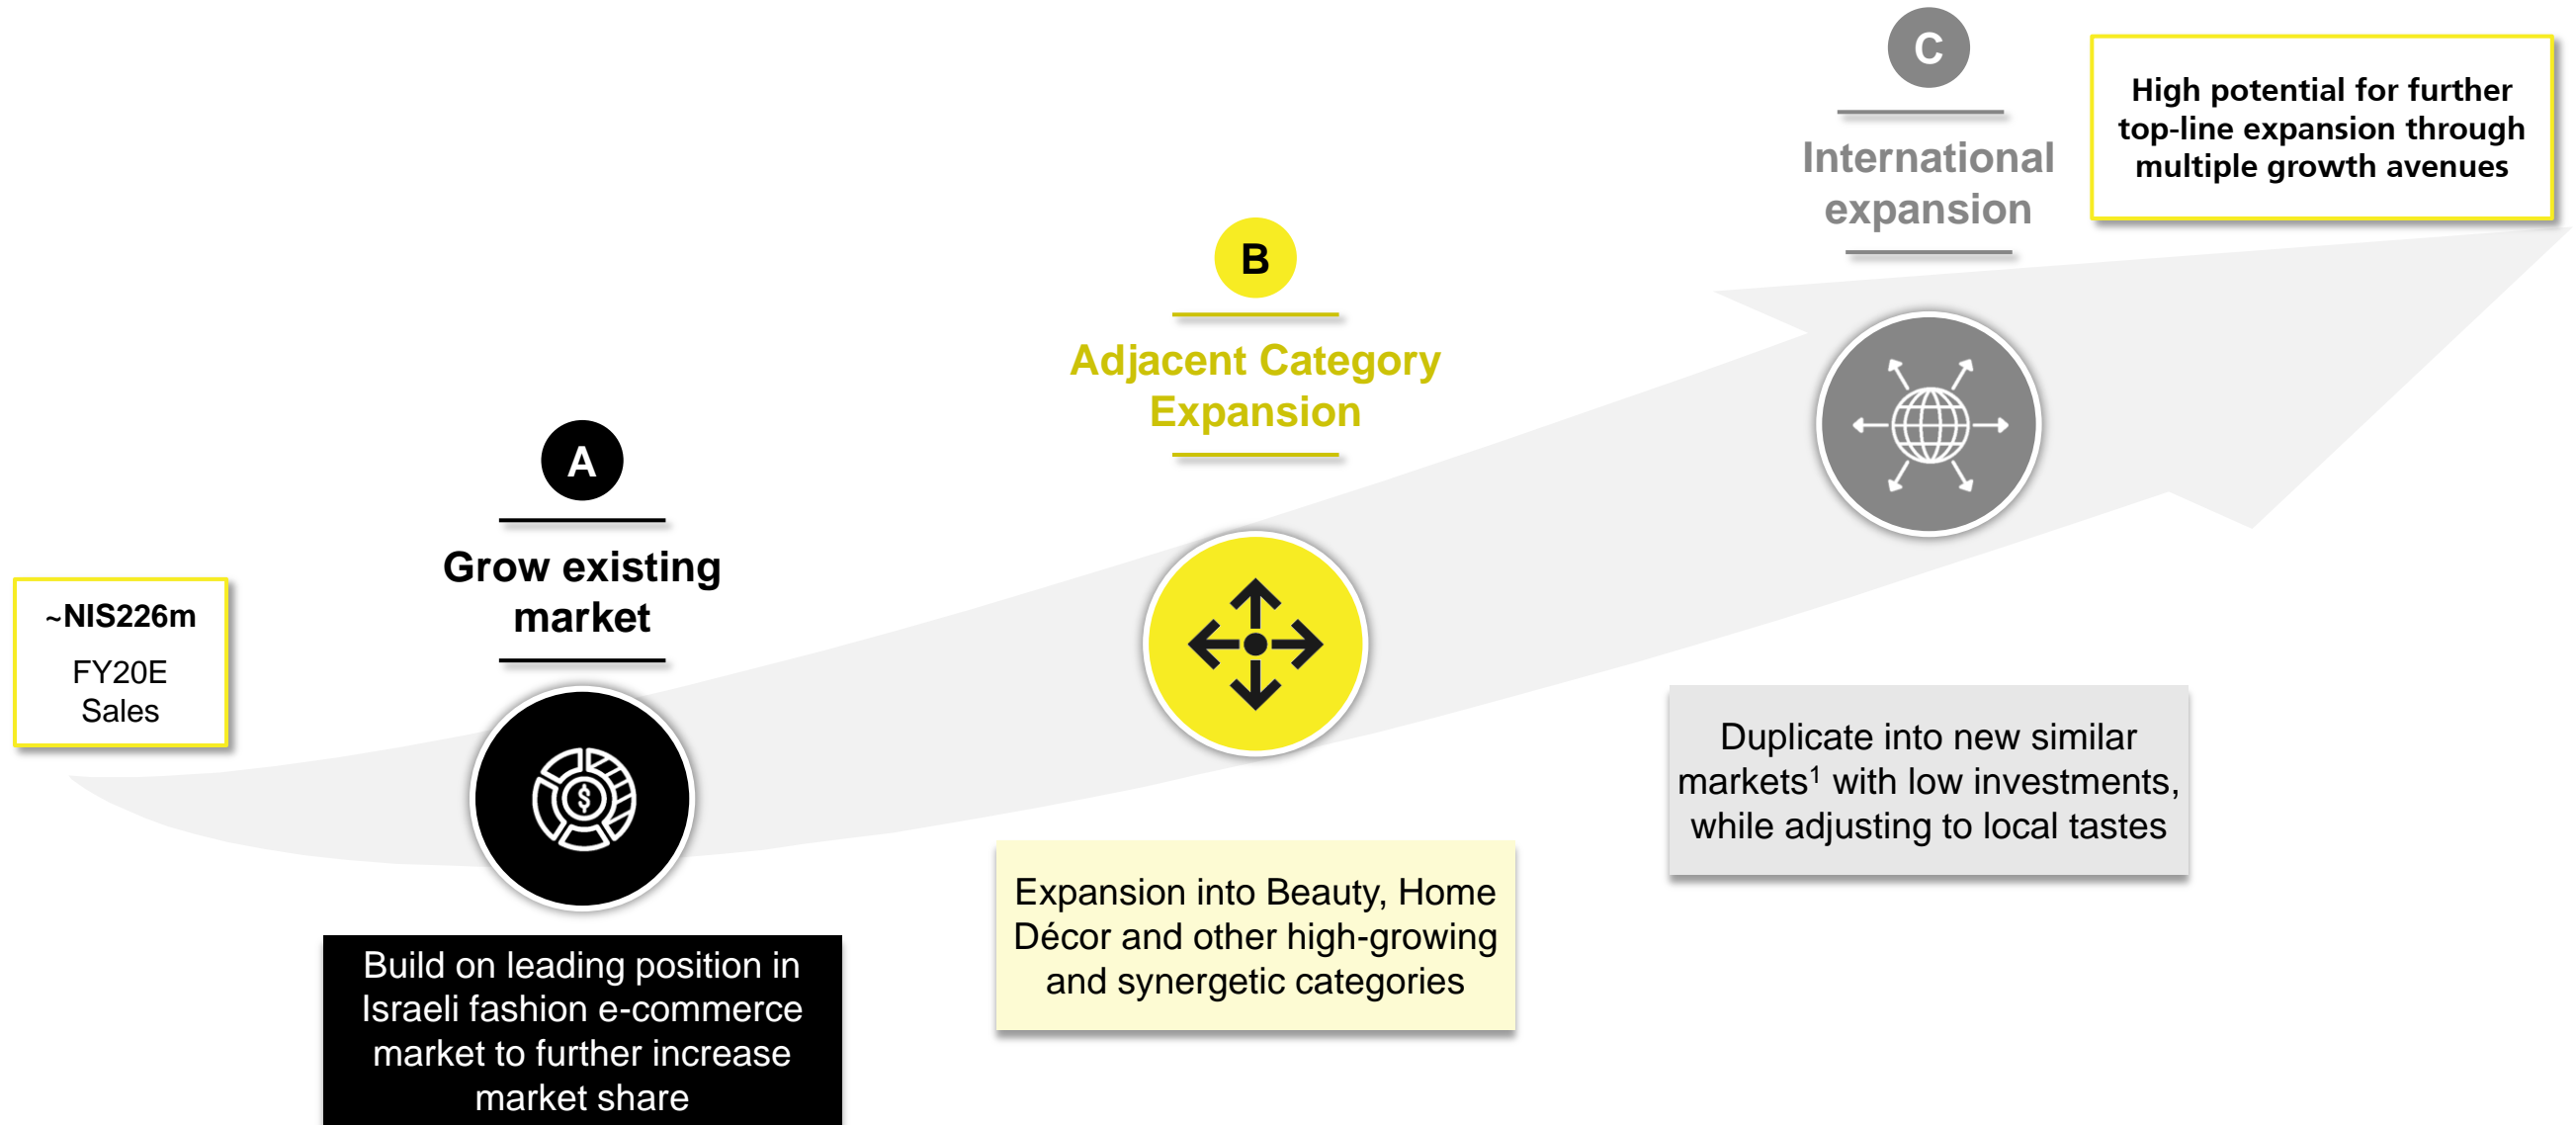 ~NIS226m
FY20E
Sales
A
Grow existing
market
$
Build on leading position in
Israeli fashion e-commerce
market to further increase
market share
B
Adjacent Category
Expansion
Expansion into Beauty, Home
Décor and other high-growing
and synergetic categories
C
International
expansion
Duplicate into new similar
markets¹ with low investments,
while adjusting to local tastes
High potential for further
top-line expansion through
multiple growth avenues